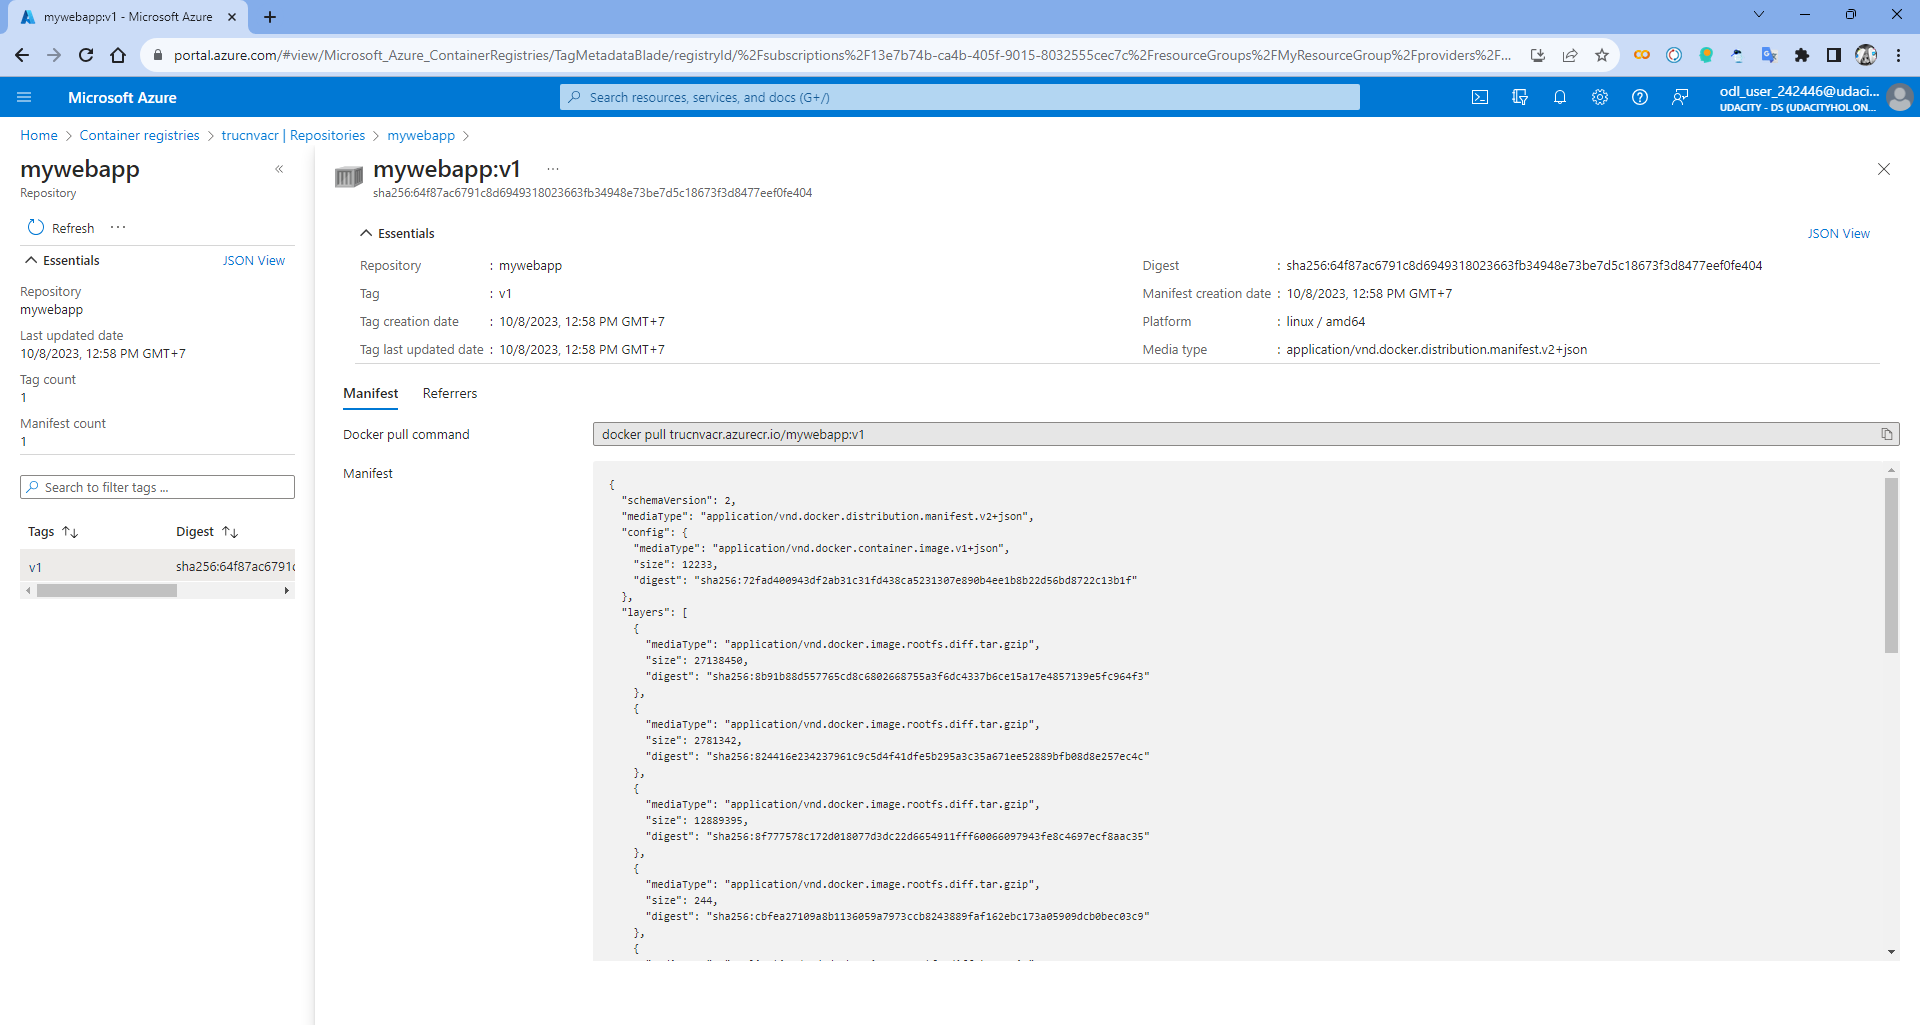 mywebapp:v1 - Microsoft Azure
portal.azure.com/#view/Microsoft_Azure_ContainerRegistries/TagMetadataBlade/registryId/%2Fsubscriptions%2F13e7b74b-ca4b-405f-9015-8032555cec7c%2FresourceGroups%2FMyResourceGroup%2Fproviders%2F...
Microsoft Azure
Search resources, services, and docs (G+/)
odl_user_242446@udaci...
UDACITY - DS (UDACITYHOL.ON...
Home > Container registries > trucnvacr | Repositories > mywebapp >
mywebapp
Repository
Refresh ...
Essentials
JSON View
Repository
mywebapp
Last updated date
10/8/2023, 12:58 PM GMT+7
Tag count
1
Manifest count
1
Search to filter tags ...
Tags Digest
v1 sha256:64f87ac6791c
mywebapp:v1 ...
sha256:64f87ac6791c8d6949318023663fb34948e73be7d5c18673f3d8477eef0fe404
Essentials
JSON View
Repository : mywebapp
Tag : v1
Tag creation date : 10/8/2023, 12:58 PM GMT+7
Tag last updated date : 10/8/2023, 12:58 PM GMT+7
Digest : sha256:64f87ac6791c8d6949318023663fb34948e73be7d5c18673f3d8477eef0fe404
Manifest creation date : 10/8/2023, 12:58 PM GMT+7
Platform : linux / amd64
Media type : application/vnd.docker.distribution.manifest.v2+json
Manifest Referrers
Docker pull command
docker pull trucnvacr.azurecr.io/mywebapp:v1
Manifest
{
"schemaVersion": 2,
"mediaType": "application/vnd.docker.distribution.manifest.v2+json",
"config": {
"mediaType": "application/vnd.docker.container.image.v1+json",
"size": 12233,
"digest": "sha256:72fad400943df2ab31c31fd438ca5231307e890b4ee1b8b22d56bd8722c13b1f"
},
"layers": [
{
"mediaType": "application/vnd.docker.image.rootfs.diff.tar.gzip",
"size": 27138450,
"digest": "sha256:8b91b88d557765cd8c6802668755a3f6dc4337b6ce15a17e4857139e5fc964f3"
},
{
"mediaType": "application/vnd.docker.image.rootfs.diff.tar.gzip",
"size": 2781342,
"digest": "sha256:824416e234237961c9c5d4f41dfe5b295a3c35a671ee52889bfb08d8e257ec4c"
},
{
"mediaType": "application/vnd.docker.image.rootfs.diff.tar.gzip",
"size": 12889395,
"digest": "sha256:8f777578c172d018077d3dc22d6654911fff60066097943fe8c4697ecf8aac35"
},
{
"mediaType": "application/vnd.docker.image.rootfs.diff.tar.gzip",
"size": 244,
"digest": "sha256:cbfea27109a8b1136059a7973ccb8243889faf162ebc173a05909dcb0bec03c9"
},
{